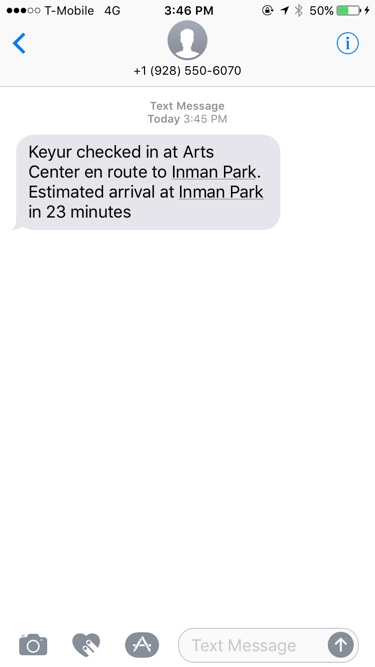 T-Mobile 4G 3:46 PM 50%
+1 (928) 550-6070
Text Message
Today 3:45 PM
Keyur checked in at Arts
Center en route to Inman Park.
Estimated arrival at Inman Park
in 23 minutes
Text Message